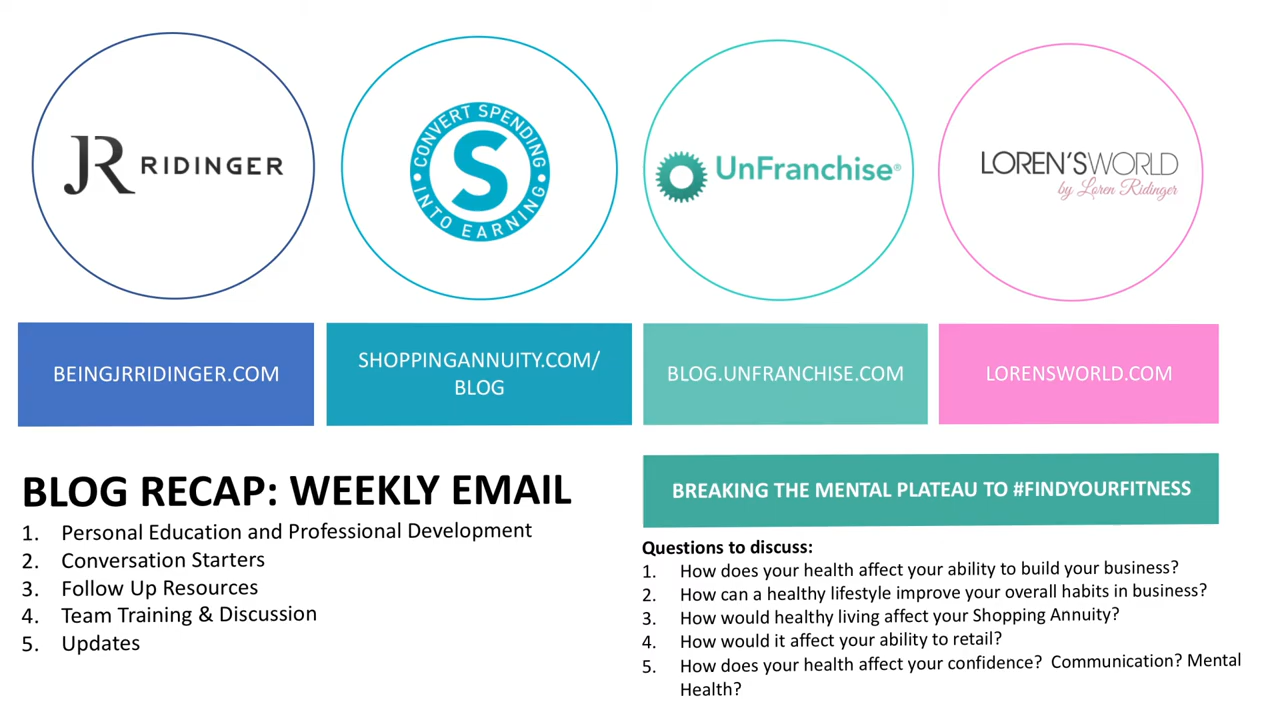 JR RIDINGER
CONVERT SPENDING
S
INTO EARNING
UnFranchise®
LOREN'SWORLD
by Loren Ridinger
BEINGJRRIDINGER.COM
SHOPPINGANNUITY.COM/
BLOG
BLOG.UNFRANCHISE.COM
LORENSWORLD.COM
BLOG RECAP: WEEKLY EMAIL
1. Personal Education and Professional Development
2. Conversation Starters
3. Follow Up Resources
4. Team Training & Discussion
5. Updates
BREAKING THE MENTAL PLATEAU TO #FINDYOURFITNESS
Questions to discuss:
1. How does your health affect your ability to build your business?
2. How can a healthy lifestyle improve your overall habits in business?
3. How would healthy living affect your Shopping Annuity?
4. How would it affect your ability to retail?
5. How does your health affect your confidence? Communication? Mental
Health?